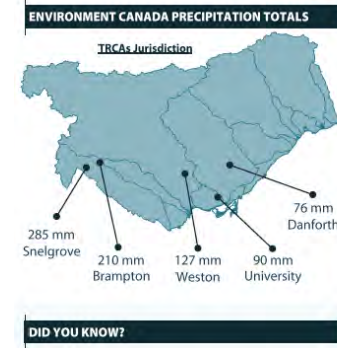 ENVIRONMENT CANADA PRECIPITATION TOTALS
TRCAs Jurisdiction
76 mm
Danforth
285 mm
Snelgrove
210 mm
Brampton
127 mm
Weston
90 mm
University
DID YOU KNOW?